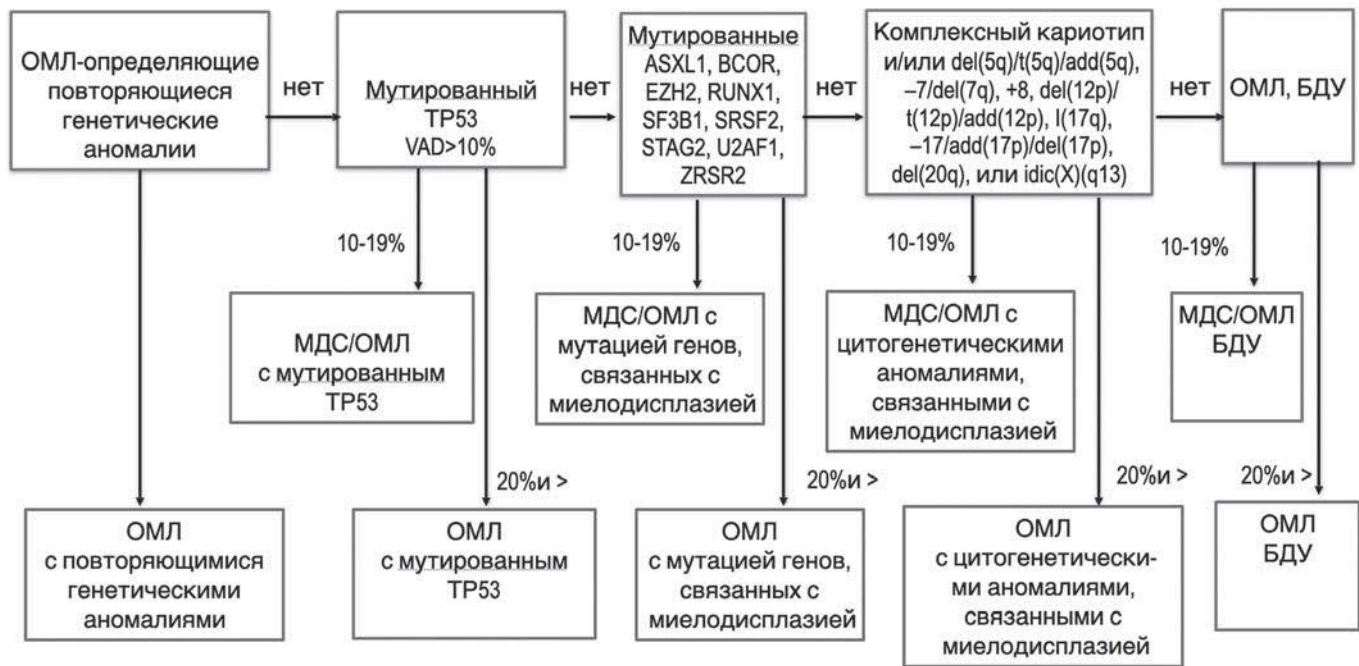 ОМЛ-определяющие
повторяющиеся
генетические
аномалии
нет
Мутированный
TP53
VAD>10%
нет
Мутированные
ASXL1, BCOR,
EZH2, RUNX1,
SF3B1, SRSF2,
STAG2, U2AF1,
ZRSR2
нет
Комплексный кариотип
и/или del(5q)/t(5q)/add(5q),
–7/del(7q), +8, del(12p)/
t(12p)/add(12p), I(17q),
–17/add(17p)/del(17p),
del(20q), или idic(X)(q13)
нет
ОМЛ, БДУ
10-19%
10-19%
10-19%
10-19%
МДС/ОМЛ
с мутированным
TP53
МДС/ОМЛ с
мутацией генов,
связанных с
миелодисплазией
МДС/ОМЛ с
цитогенетическими
аномалиями,
связанными с
миелодисплазией
МДС/ОМЛ
БДУ
20%и >
20%и >
20%и >
20%и >
ОМЛ
с повторяющимися
генетическими
аномалиями
ОМЛ
с мутированным
TP53
ОМЛ
с мутацией генов,
связанных с
миелодисплазией
ОМЛ
с цитогенетически-
ми аномалиями,
связанными с
миелодисплазией
ОМЛ
БДУ